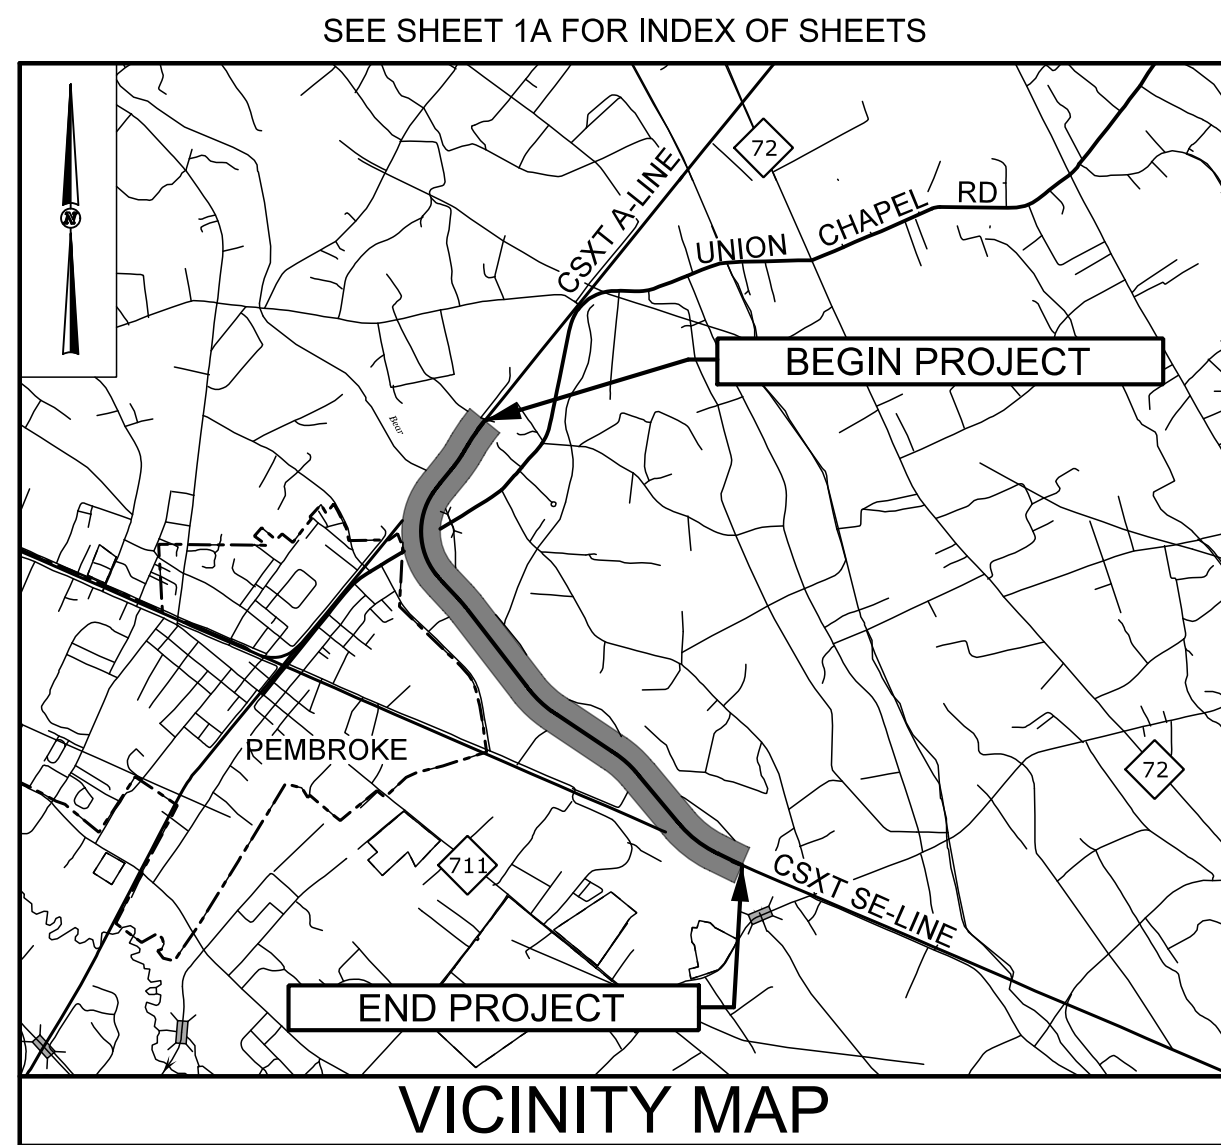 SEE SHEET 1A FOR INDEX OF SHEETS
N
72
CSXT A-LINE
UNION CHAPEL RD
BEGIN PROJECT
Bear
PEMBROKE
72
711
CSXT SE-LINE
END PROJECT
VICINITY MAP